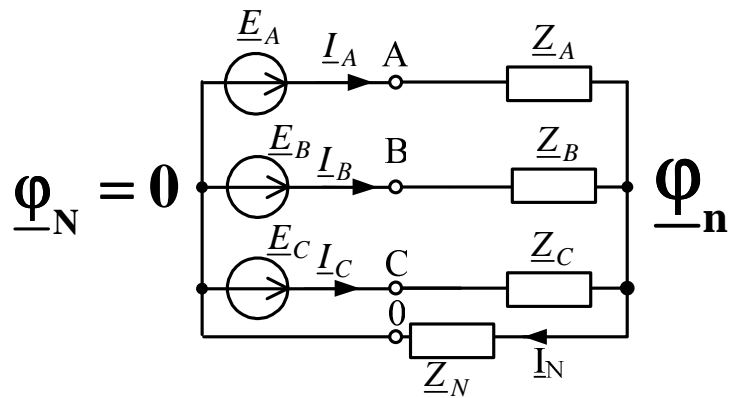 E_A I_A A Z_A
E_B I_B B Z_B
φ_N = 0 φ_n
E_C I_C C Z_C
0
Z_N I_N